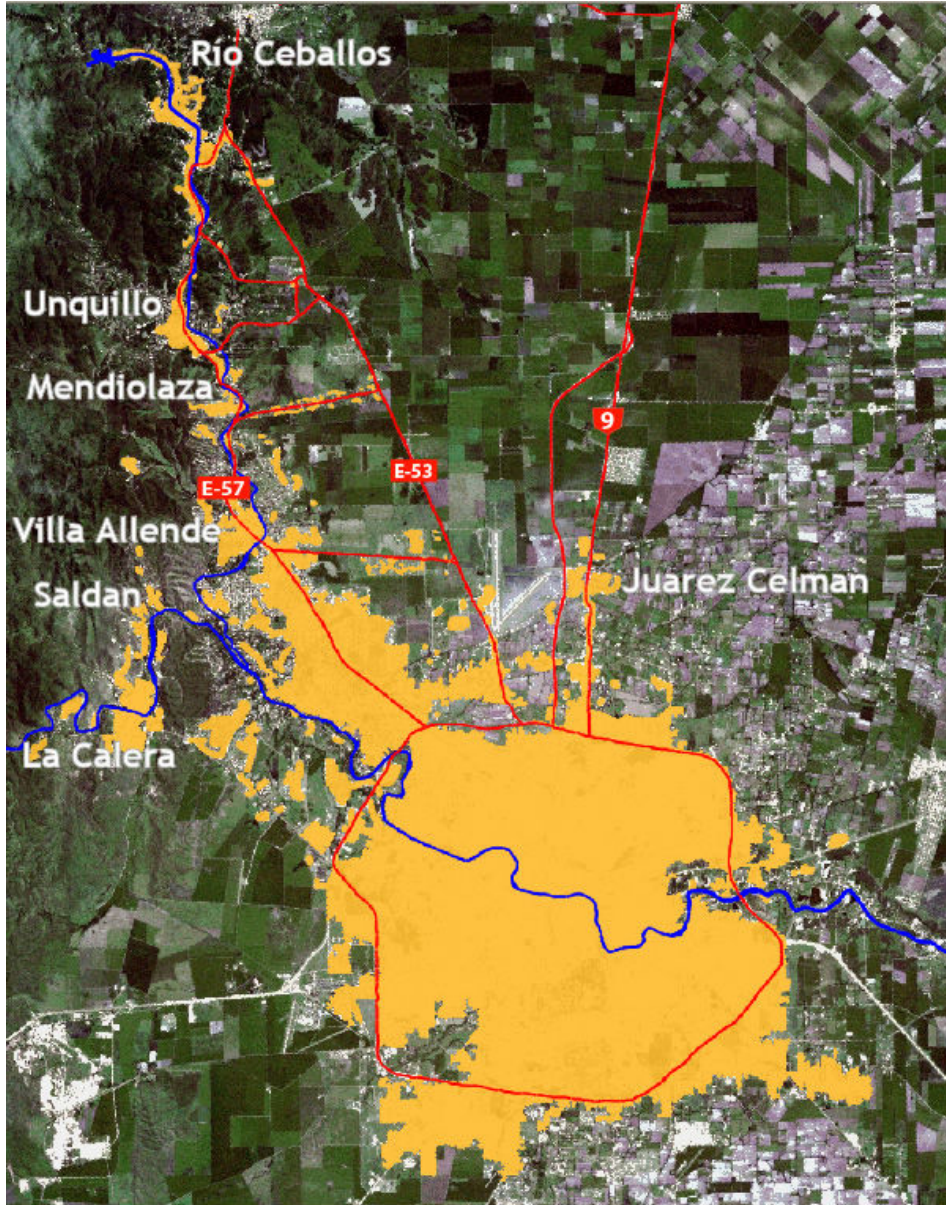 Río Ceballos
Unquillo
Mendiolaza
9
E-53
E-57
Villa Allende
Juarez Celman
Saldan
La Calera